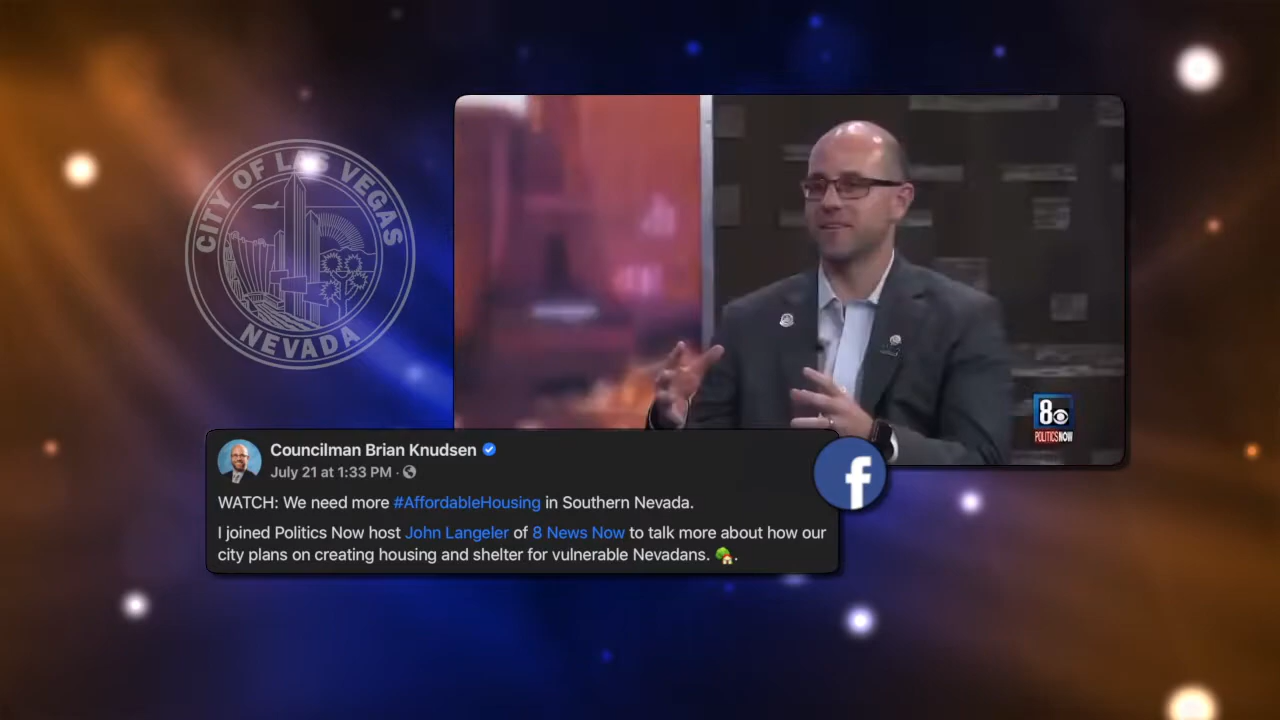 CITY OF LAS VEGAS
NEVADA
8
POLITICS NOW
Councilman Brian Knudsen
July 21 at 1:33 PM ·
WATCH: We need more #AffordableHousing in Southern Nevada.
I joined Politics Now host John Langeler of 8 News Now to talk more about how our
city plans on creating housing and shelter for vulnerable Nevadans. 🏡.
f